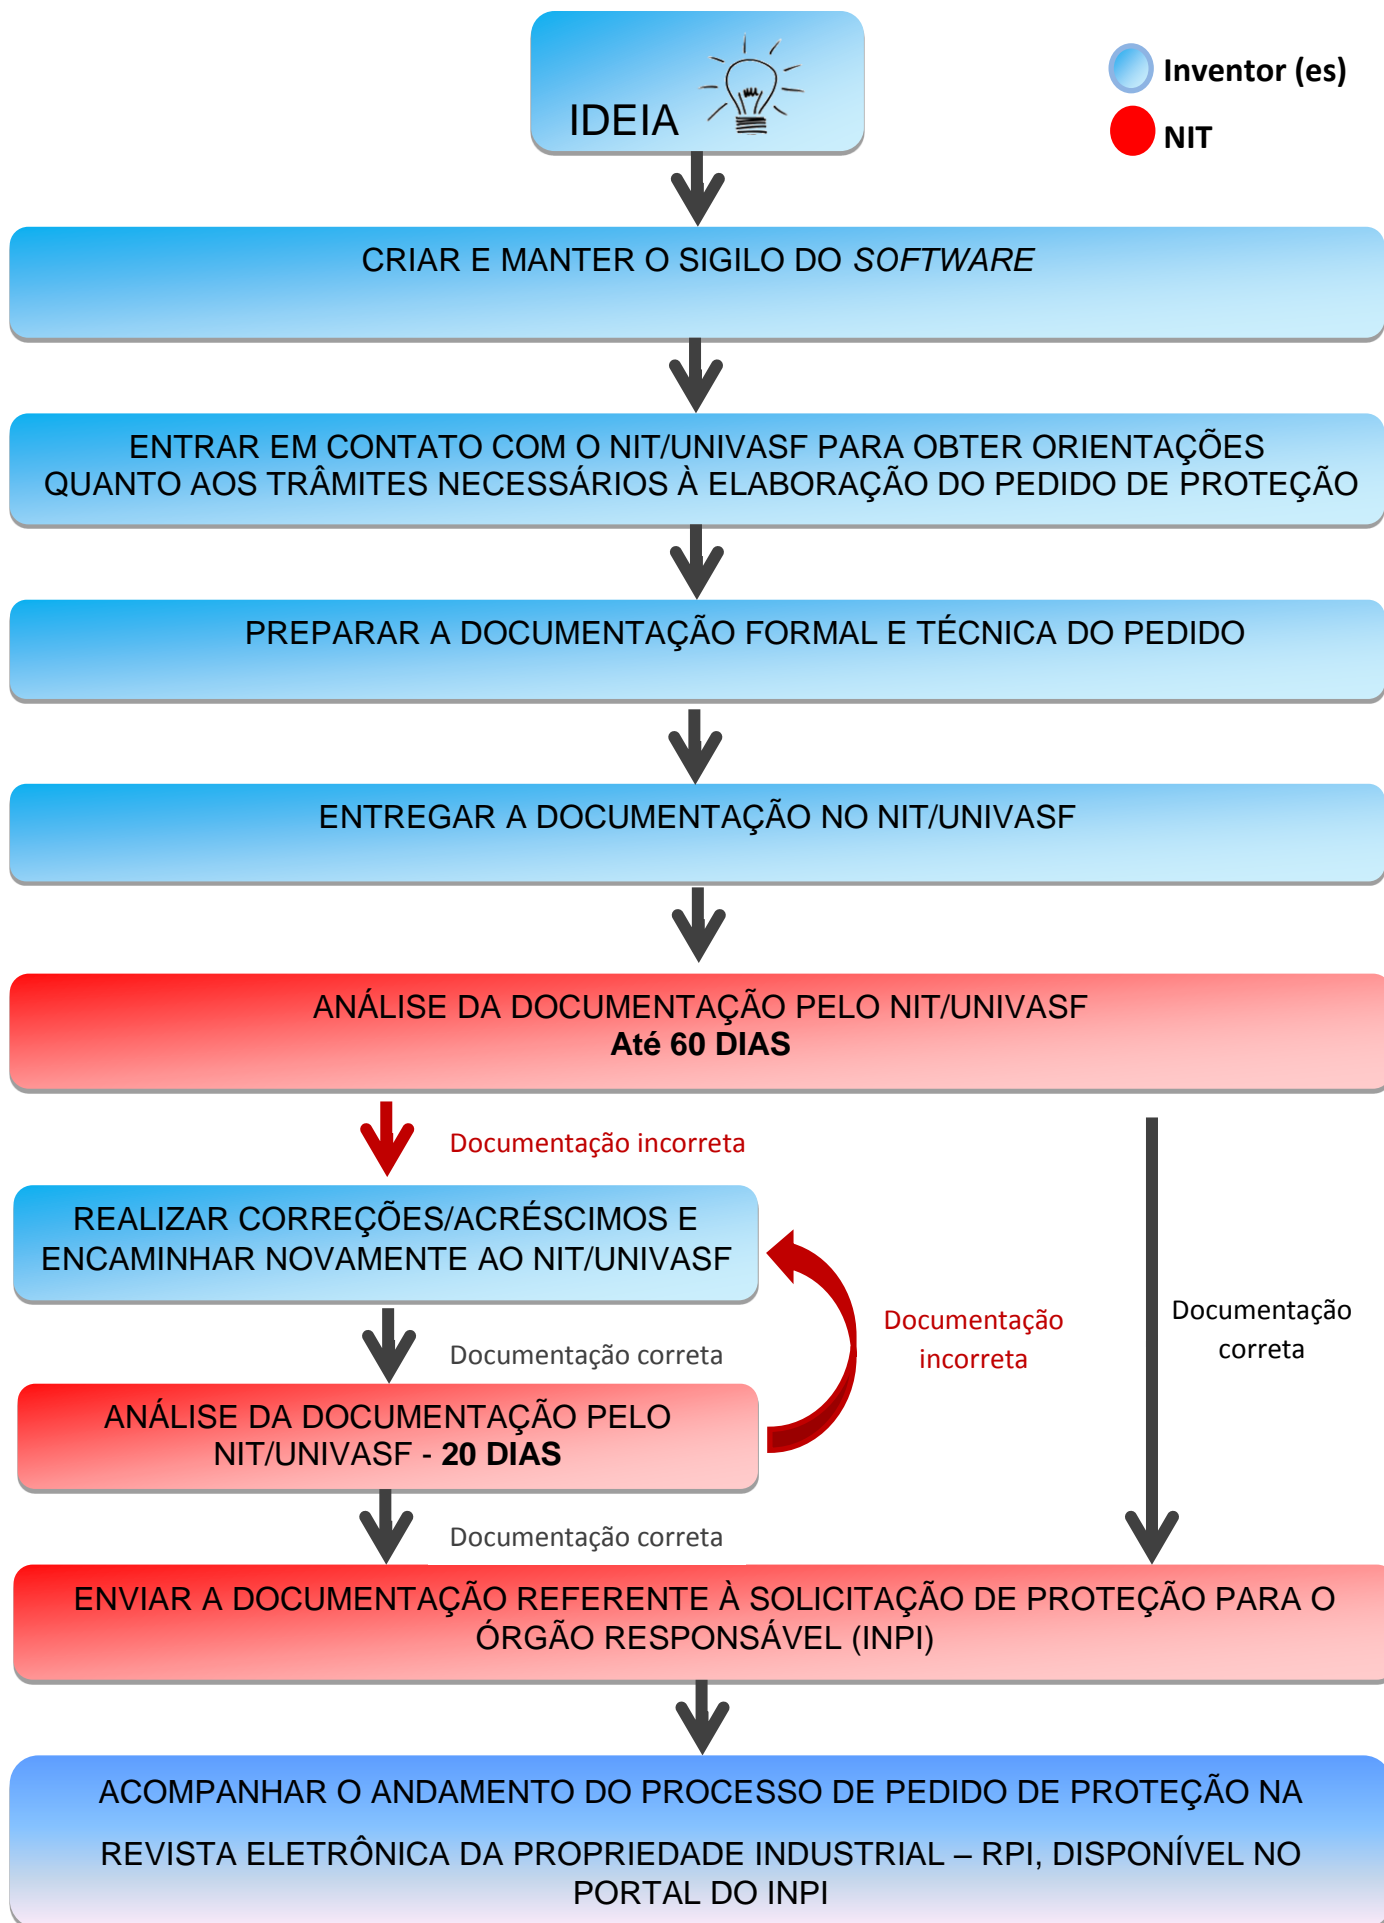 IDEIA
Inventor (es)
NIT
CRIAR E MANTER O SIGILO DO SOFTWARE
ENTRAR EM CONTATO COM O NIT/UNIVASF PARA OBTER ORIENTAÇÕES
QUANTO AOS TRÂMITES NECESSÁRIOS À ELABORAÇÃO DO PEDIDO DE PROTEÇÃO
PREPARAR A DOCUMENTAÇÃO FORMAL E TÉCNICA DO PEDIDO
ENTREGAR A DOCUMENTAÇÃO NO NIT/UNIVASF
ANÁLISE DA DOCUMENTAÇÃO PELO NIT/UNIVASF
Até 60 DIAS
Documentação incorreta
REALIZAR CORREÇÕES/ACRÉSCIMOS E
ENCAMINHAR NOVAMENTE AO NIT/UNIVASF
Documentação correta
Documentação
incorreta
Documentação
correta
ANÁLISE DA DOCUMENTAÇÃO PELO
NIT/UNIVASF - 20 DIAS
Documentação correta
ENVIAR A DOCUMENTAÇÃO REFERENTE À SOLICITAÇÃO DE PROTEÇÃO PARA O
ÓRGÃO RESPONSÁVEL (INPI)
ACOMPANHAR O ANDAMENTO DO PROCESSO DE PEDIDO DE PROTEÇÃO NA
REVISTA ELETRÔNICA DA PROPRIEDADE INDUSTRIAL – RPI, DISPONÍVEL NO
PORTAL DO INPI